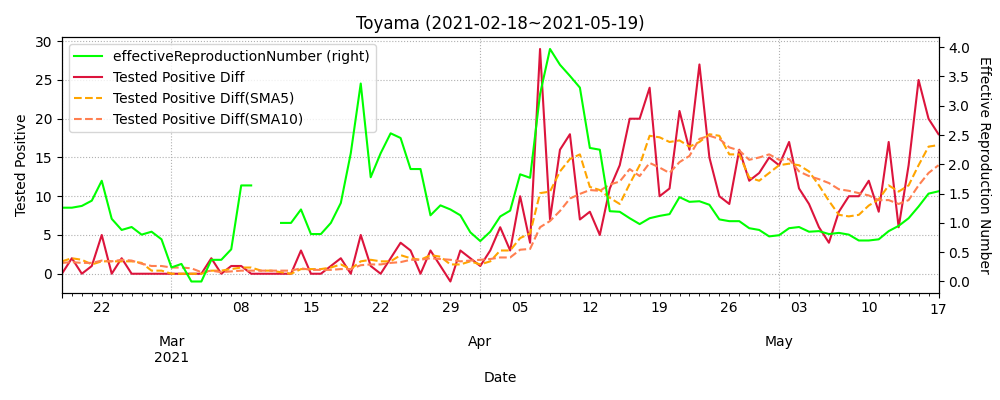 Toyama (2021-02-18~2021-05-19)
effectiveReproductionNumber (right)
Tested Positive Diff
Tested Positive Diff(SMA5)
Tested Positive Diff(SMA10)
Tested Positive
30
25
20
15
10
5
0
4.0
3.5
3.0
2.5
2.0
1.5
1.0
0.5
0.0
Effective Reproduction Number
22 08 15 22 29 05 12 19 26 03 10 17
Mar Apr May
2021
Date